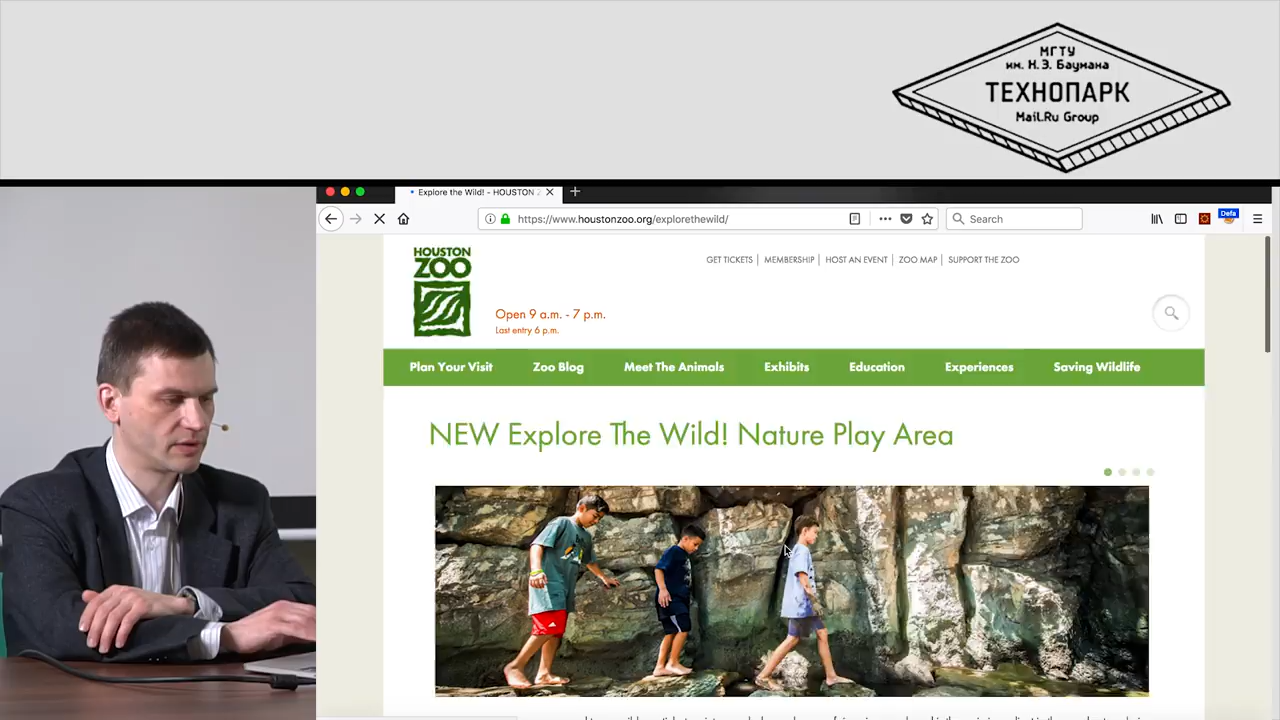 МГТУ
им. Н.Э. Баумана
ТЕХНОПАРК
Mail.Ru Group
Explore the Wild! - HOUSTON
https://www.houstonzoo.org/explorethewild/
Search
Defa
HOUSTON
ZOO
GET TICKETS | MEMBERSHIP | HOST AN EVENT | ZOO MAP | SUPPORT THE ZOO
Open 9 a.m. - 7 p.m.
Last entry 6 p.m.
Plan Your Visit Zoo Blog Meet The Animals Exhibits Education Experiences Saving Wildlife
NEW Explore The Wild! Nature Play Area